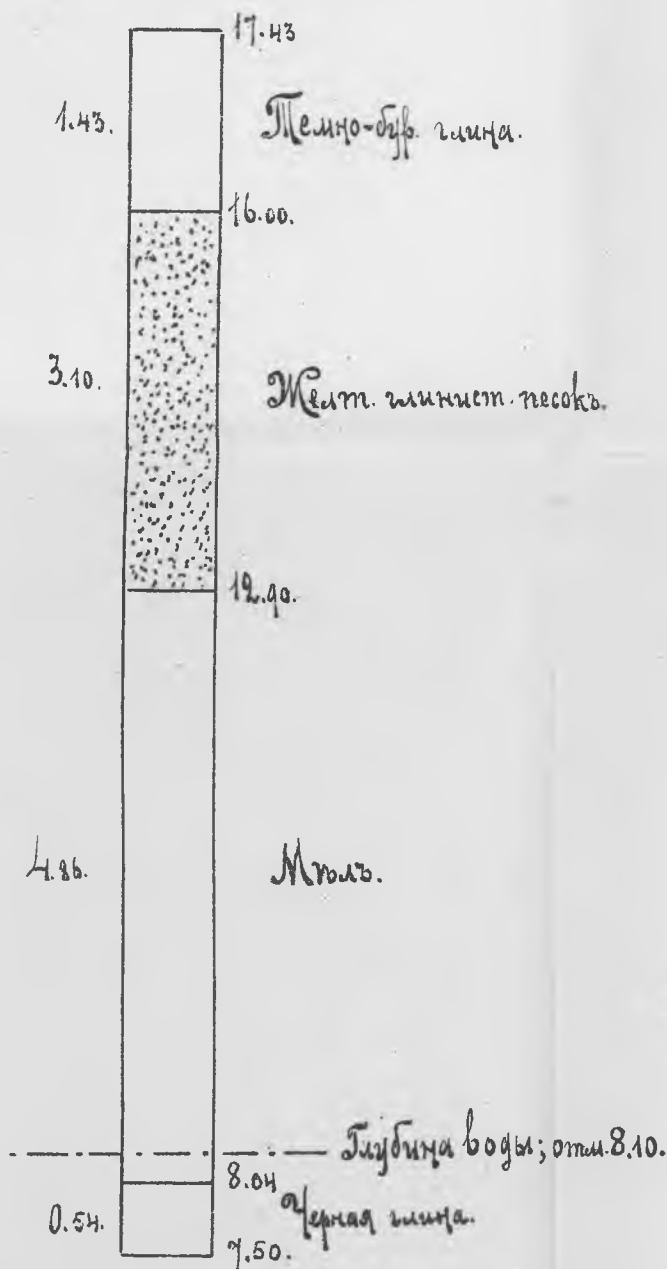 17.43
1.43. Темно-бур. глина.
16.00.
3.10. Желт. глинист. песокъ.
12.90.
4.86. Мѣлъ.
Глубина воды; отм. 8.10.
8.04
0.54. Черная глина.
7.50.